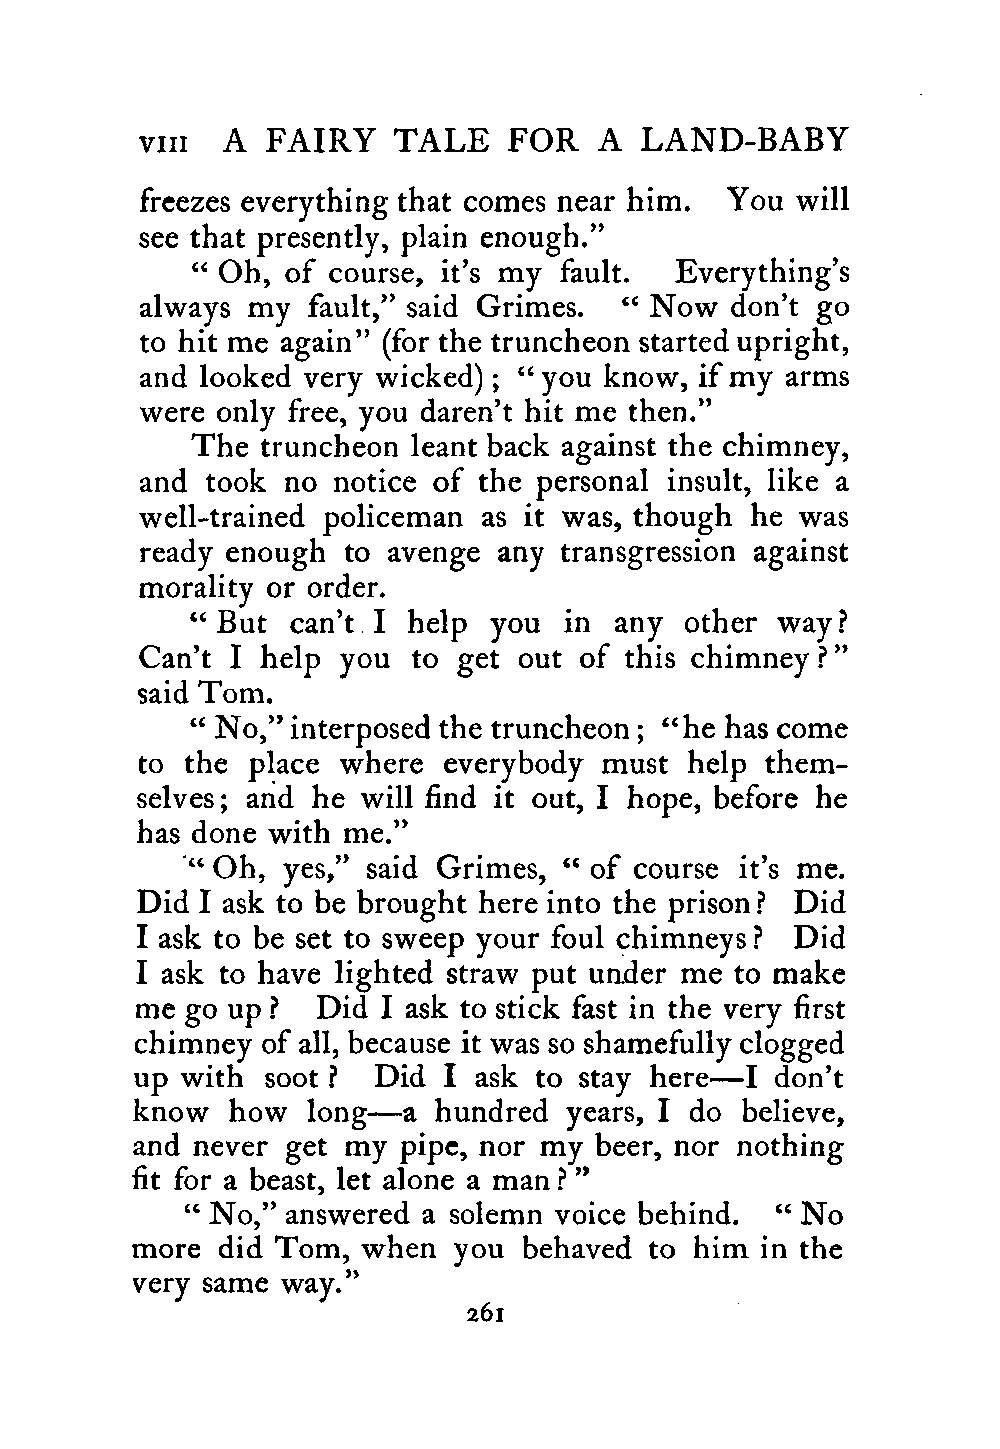 VIII A FAIRY TALE FOR A LAND-BABY
freezes everything that comes near him. You will
see that presently, plain enough."
"Oh, of course, it's my fault. Everything's
always my fault," said Grimes. "Now don't go
to hit me again" (for the truncheon started upright,
and looked very wicked); "you know, if my arms
were only free, you daren't hit me then."
The truncheon leant back against the chimney,
and took no notice of the personal insult, like a
well-trained policeman as it was, though he was
ready enough to avenge any transgression against
morality or order.
"But can't I help you in any other way?
Can't I help you to get out of this chimney?"
said Tom.
"No," interposed the truncheon; "he has come
to the place where everybody must help them-
selves; and he will find it out, I hope, before he
has done with me."
"Oh, yes," said Grimes, "of course it's me.
Did I ask to be brought here into the prison? Did
I ask to be set to sweep your foul chimneys? Did
I ask to have lighted straw put under me to make
me go up? Did I ask to stick fast in the very first
chimney of all, because it was so shamefully clogged
up with soot? Did I ask to stay here—I don't
know how long—a hundred years, I do believe,
and never get my pipe, nor my beer, nor nothing
fit for a beast, let alone a man?"
"No," answered a solemn voice behind. "No
more did Tom, when you behaved to him in the
very same way."
261